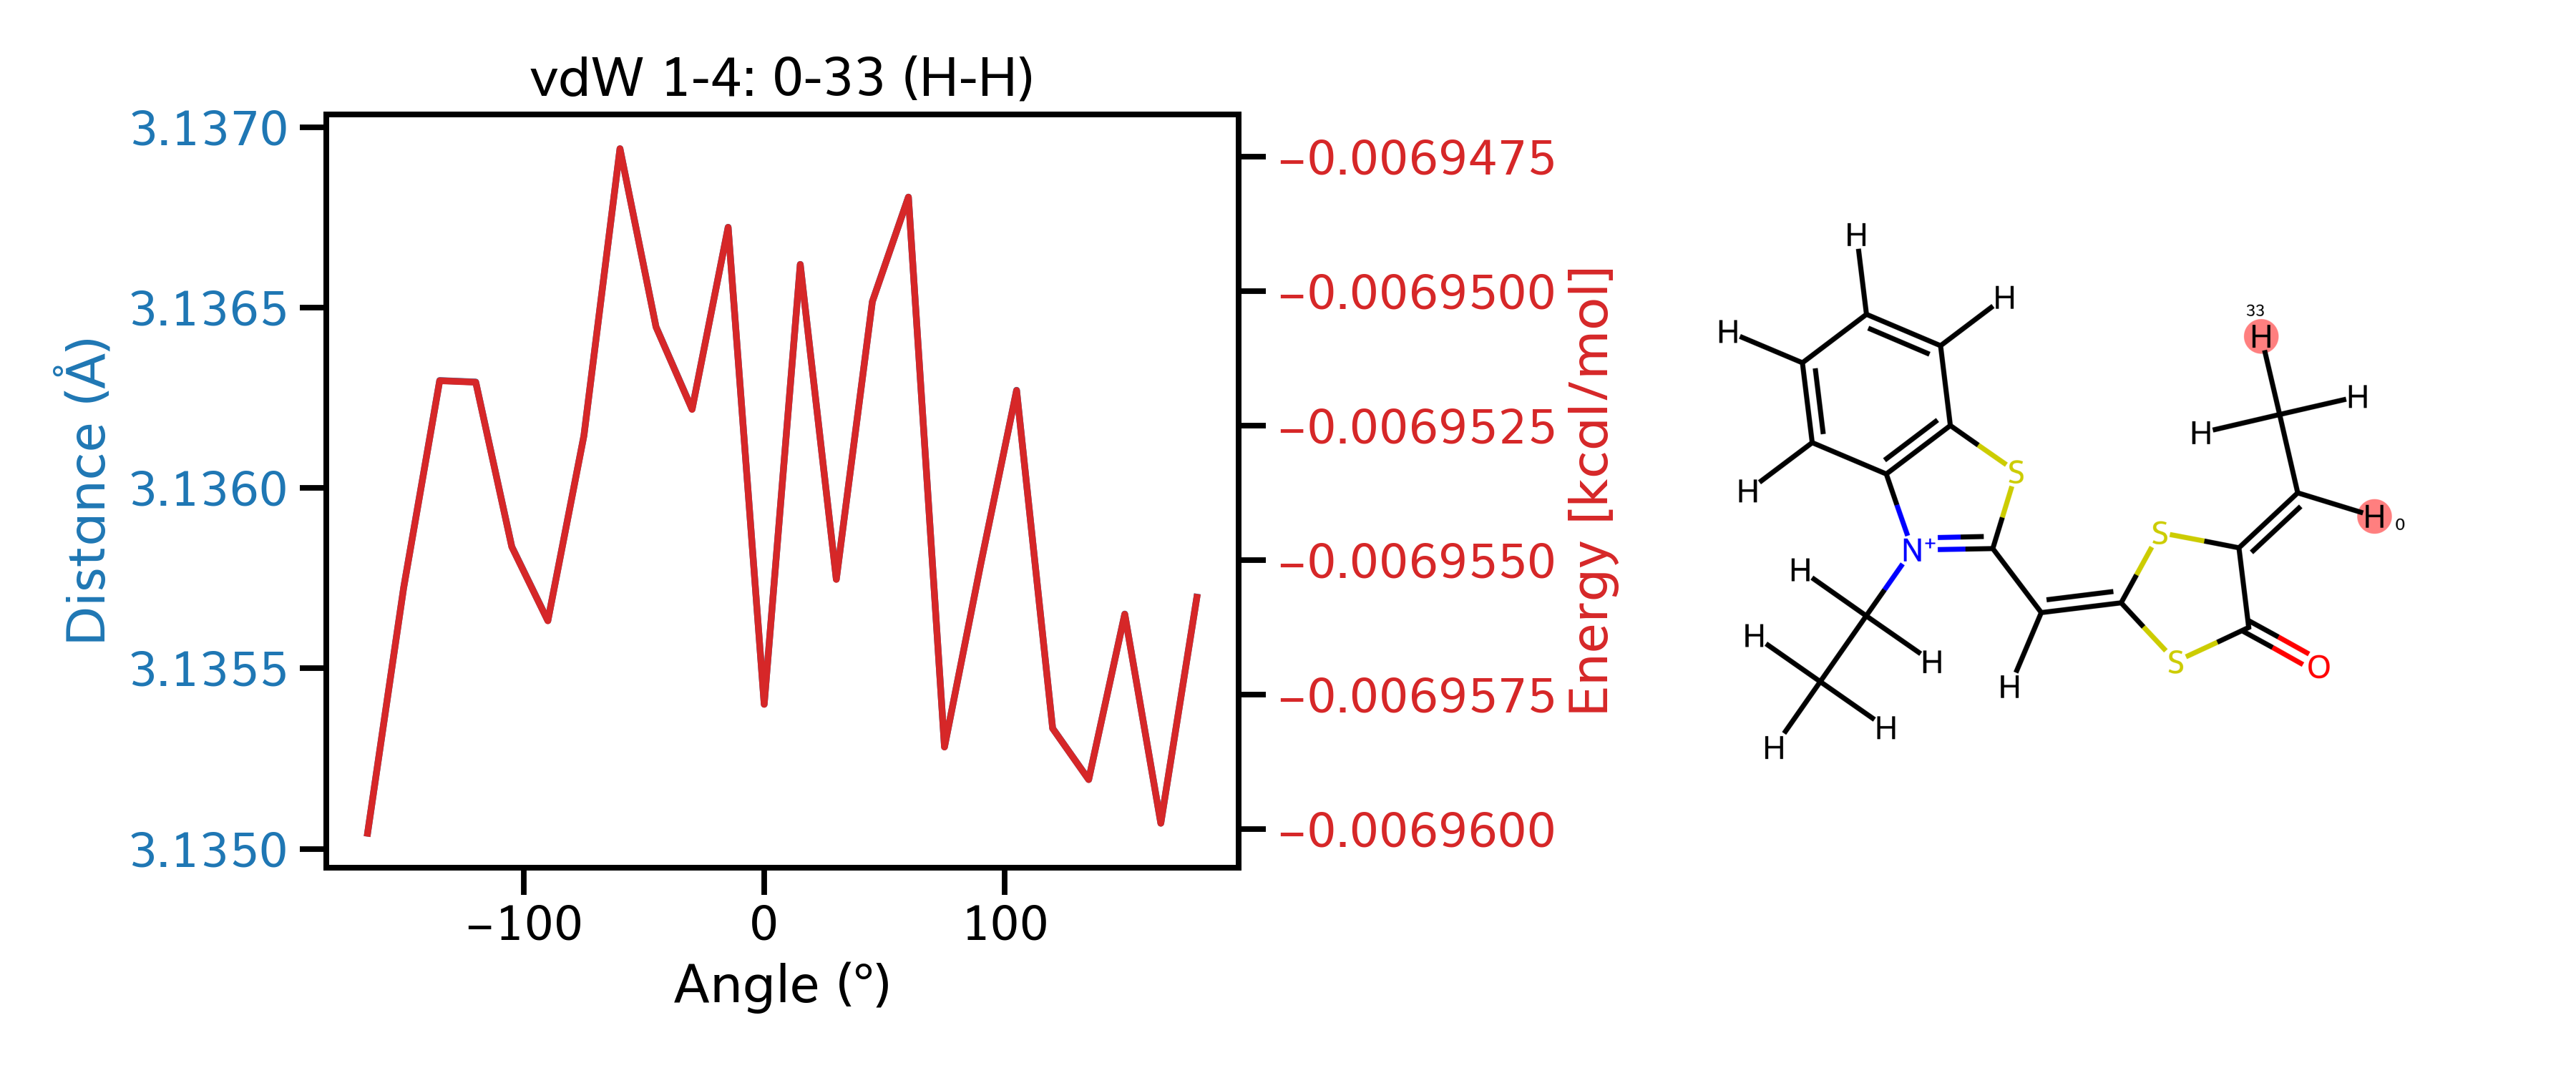 vdW 1-4: 0-33 (H-H)
3.1370
3.1365
3.1360
3.1355
3.1350
Distance (Å)
−0.0069475
−0.0069500
−0.0069525
−0.0069550
−0.0069575
−0.0069600
Energy [kcal/mol]
−100 0 100
Angle (°)
H
H
H
33
H
H
H
H
S
H
H 0
S
N+
H
H
H
S
O
H
H
H